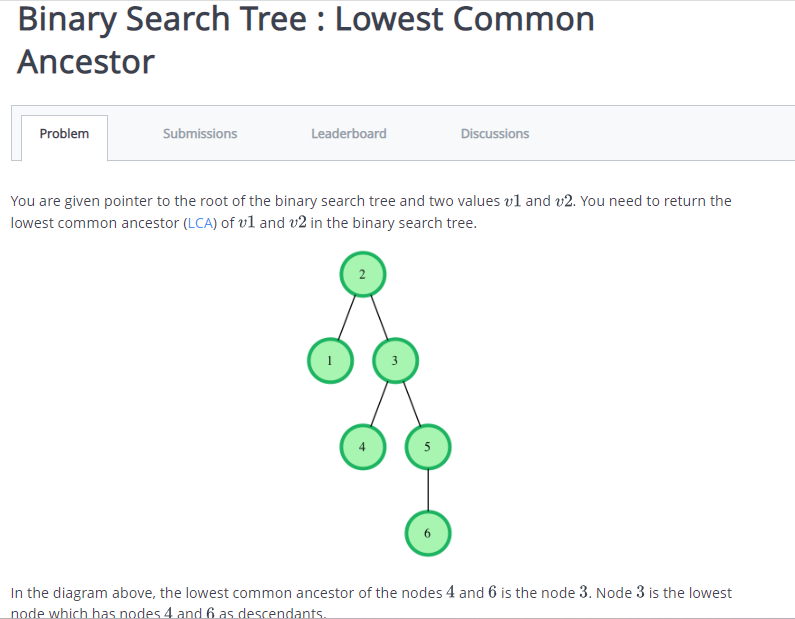 Binary Search Tree : Lowest Common
Ancestor
Problem
Submissions
Leaderboard
Discussions
You are given pointer to the root of the binary search tree and two values v1 and v2. You need to return the
lowest common ancestor (LCA) of v1 and v2 in the binary search tree.
2
1
3
4
5
6
In the diagram above, the lowest common ancestor of the nodes 4 and 6 is the node 3. Node 3 is the lowest
node which has nodes 4 and 6 as descendants.